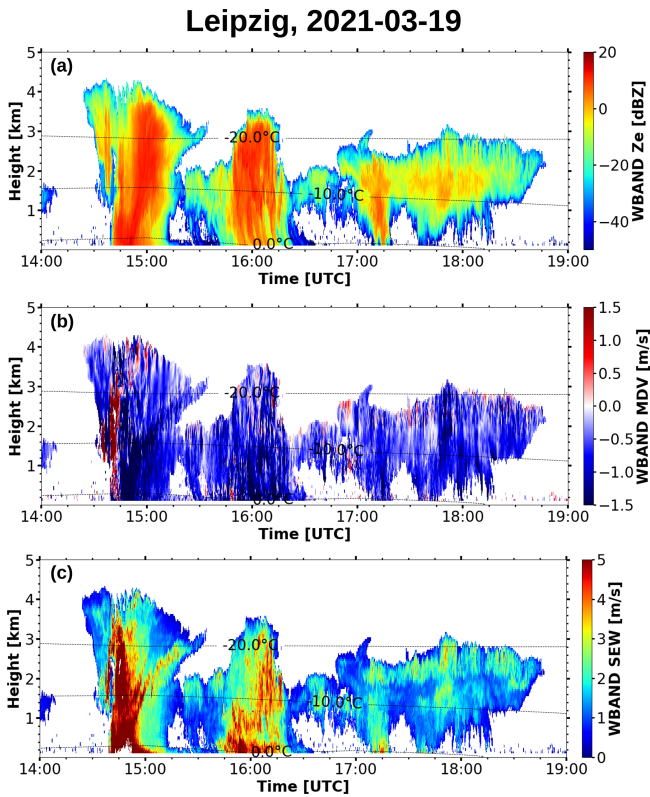 Leipzig, 2021-03-19
(a)
5
4
3
2
1
Height [km]
-20.0°C
-10.0°C
0.0°C
14:00 15:00 16:00 17:00 18:00 19:00
Time [UTC]
20
0
−20
−40
WBAND Ze [dBZ]
(b)
5
4
3
2
1
Height [km]
-20.0°C
-10.0°C
0.0°C
14:00 15:00 16:00 17:00 18:00 19:00
Time [UTC]
1.5
1.0
0.5
0.0
−0.5
−1.0
−1.5
WBAND MDV [m/s]
(c)
5
4
3
2
1
Height [km]
-20.0°C
-10.0°C
0.0°C
14:00 15:00 16:00 17:00 18:00 19:00
Time [UTC]
5
4
3
2
1
0
WBAND SEW [m/s]